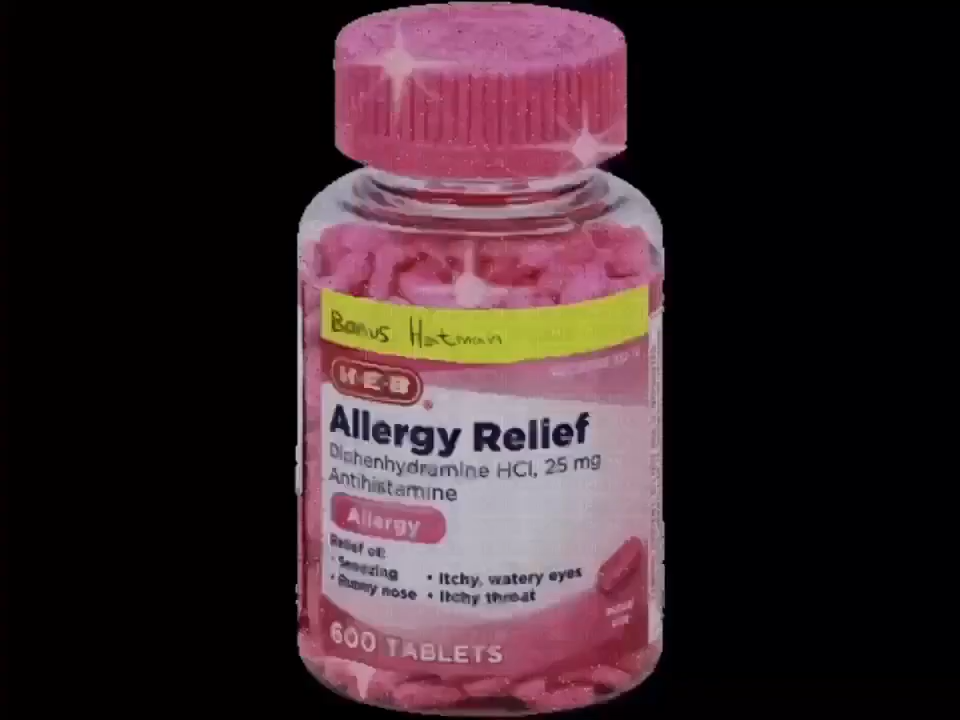 Bonus Hatman
H-E-B
Allergy Relief
Diphenhydramine HCl, 25 mg
Antihistamine
Allergy
Relief of:
• Sneezing
• Runny nose
• Itchy, watery eyes
• Itchy throat
600 TABLETS